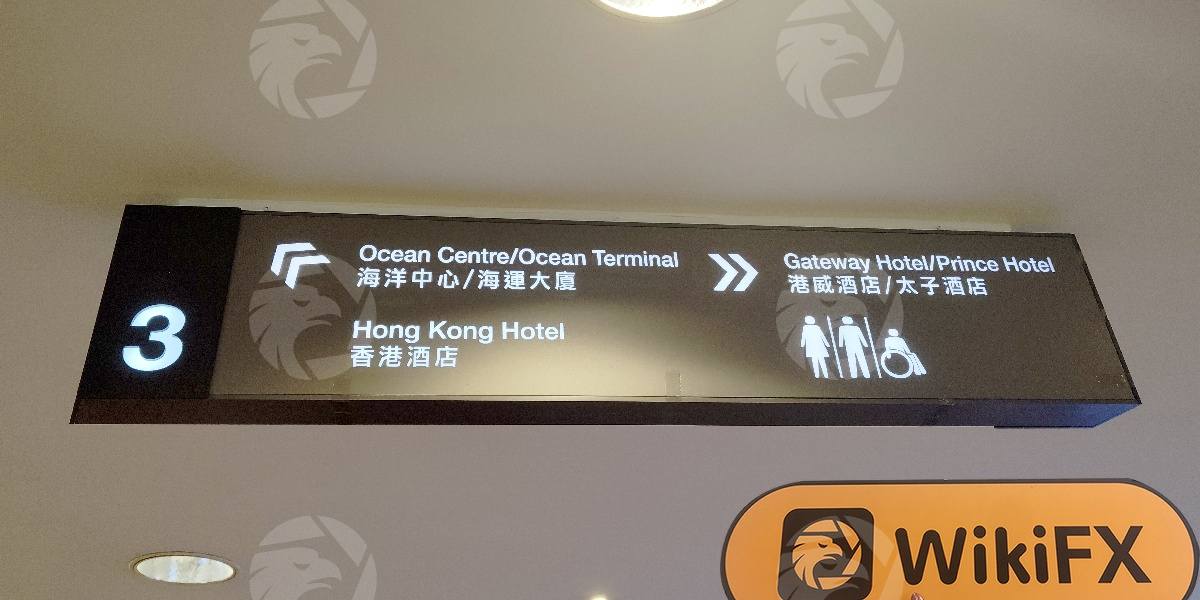 3
Ocean Centre/Ocean Terminal
海洋中心/海運大廈
Hong Kong Hotel
香港酒店
Gateway Hotel/Prince Hotel
港威酒店/太子酒店
WikiFX